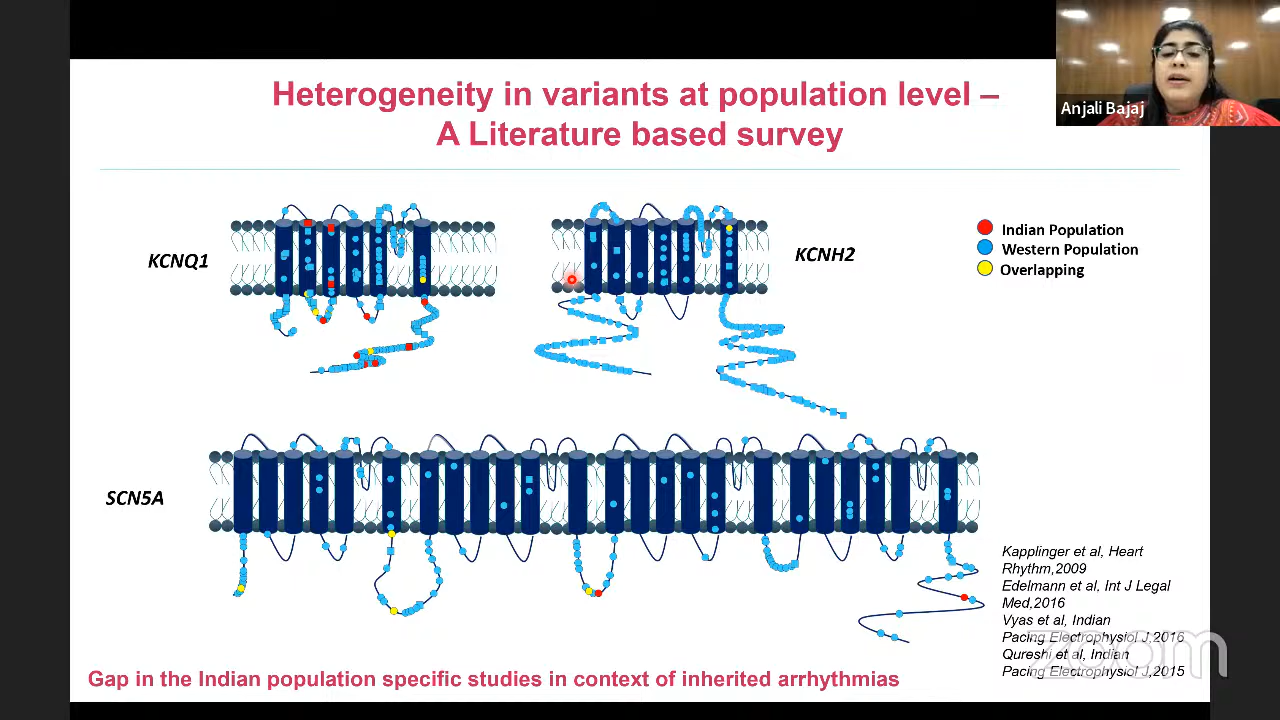 Heterogeneity in variants at population level –
A Literature based survey
Anjali Bajaj
KCNQ1
KCNH2
Indian Population
Western Population
Overlapping
SCN5A
Kapplinger et al, Heart
Rhythm,2009
Edelmann et al, Int J Legal
Med,2016
Vyas et al, Indian
Pacing Electrophysiol J,2016
Qureshi et al, Indian
Pacing Electrophysiol J,2015
zoom
Gap in the Indian population specific studies in context of inherited arrhythmias